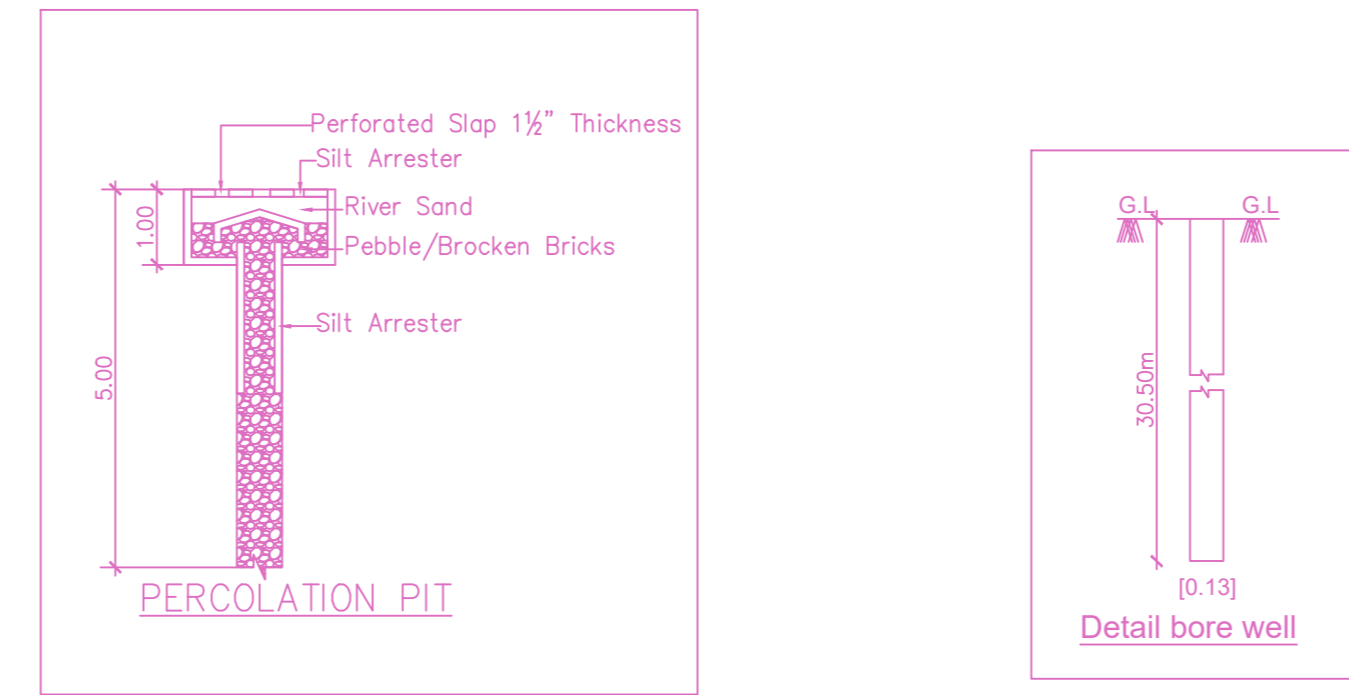 Perforated Slap 1½” Thickness
Silt Arrester
River Sand
Pebble/Brocken Bricks
Silt Arrester
1.00
5.00
PERCOLATION PIT
G.L
G.L
30.50m
[0.13]
Detail bore well